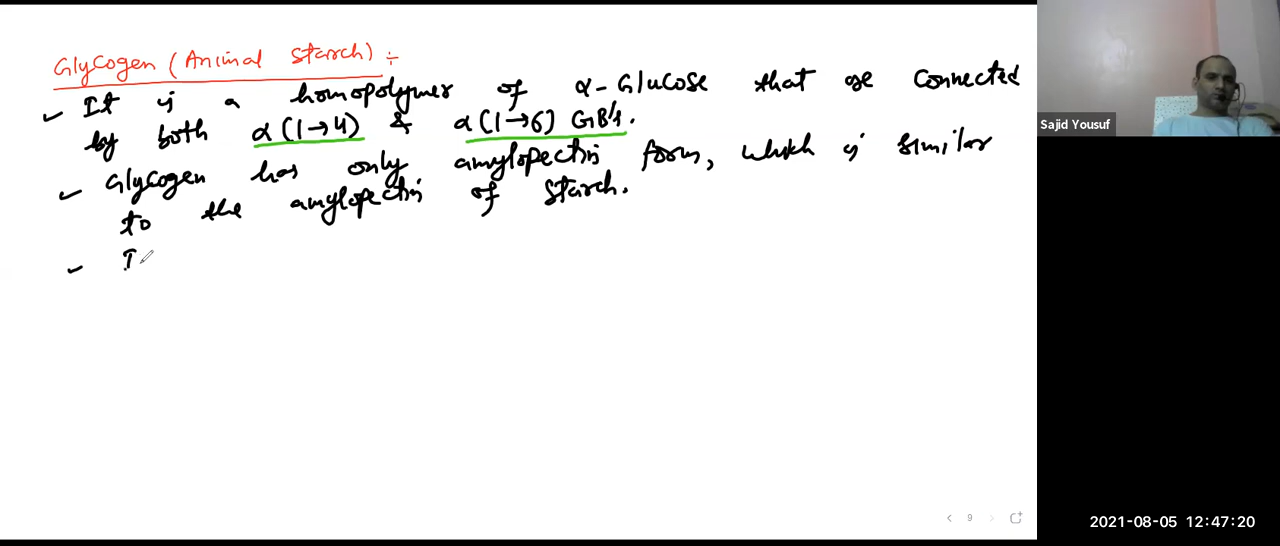 Glycogen (Animal Starch) ÷
It is a homopolymer of α-Glucose that are connected
by both α(1→4) & α(1→6) GB's.
Glycogen has only amylopectin form, which is similar
to the amylopectin of starch.
I
Sajid Yousuf
9
2021-08-05 12:47:20